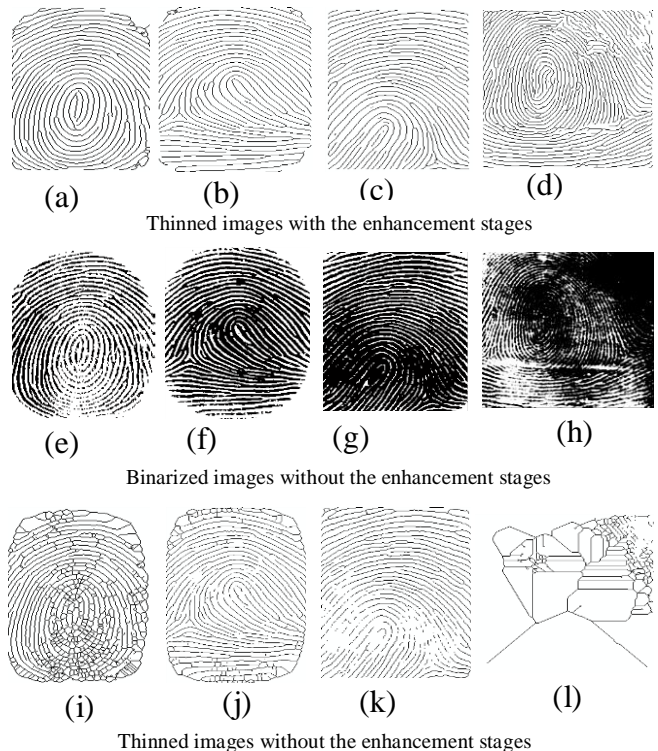 (a) (b) (c) (d)
Thinned images with the enhancement stages
(e) (f) (g) (h)
Binarized images without the enhancement stages
(i) (j) (k) (l)
Thinned images without the enhancement stages